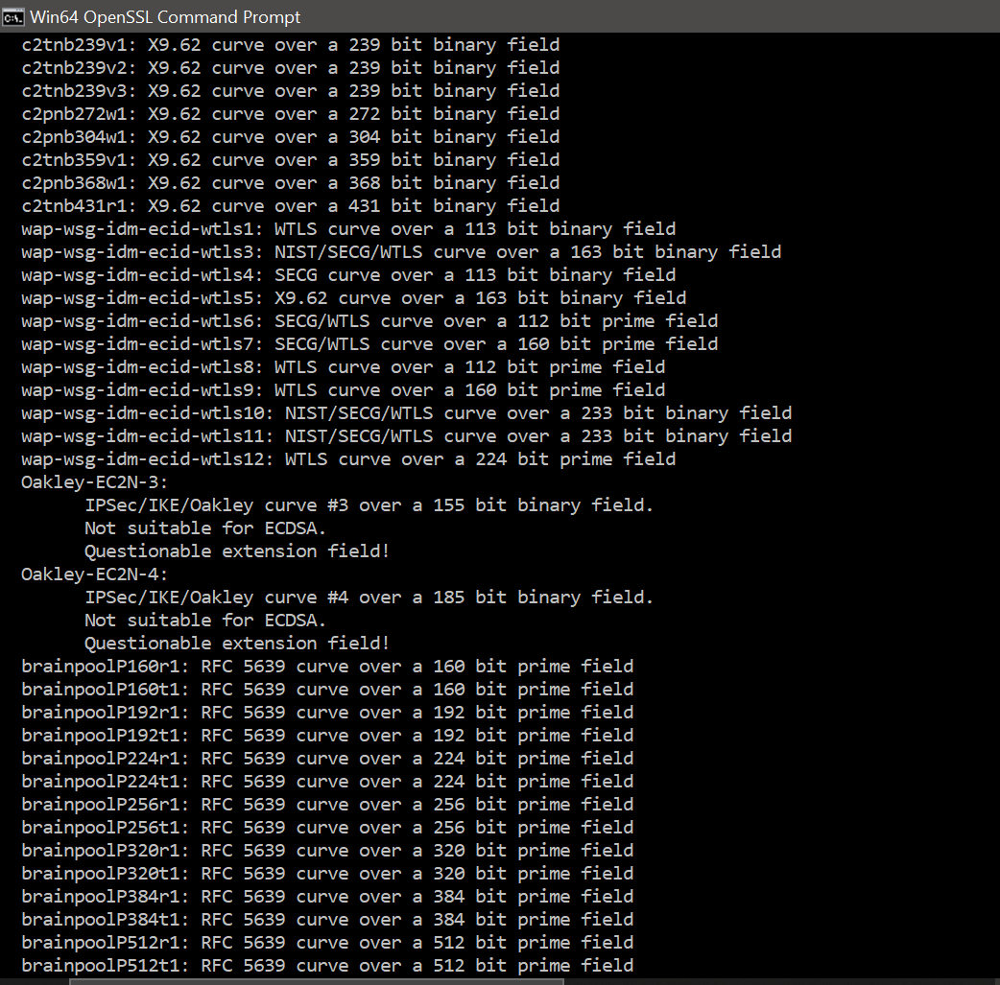 Win64 OpenSSL Command Prompt
c2tnb239v1: X9.62 curve over a 239 bit binary field
c2tnb239v2: X9.62 curve over a 239 bit binary field
c2tnb239v3: X9.62 curve over a 239 bit binary field
c2pnb272w1: X9.62 curve over a 272 bit binary field
c2pnb304w1: X9.62 curve over a 304 bit binary field
c2tnb359v1: X9.62 curve over a 359 bit binary field
c2pnb368w1: X9.62 curve over a 368 bit binary field
c2tnb431r1: X9.62 curve over a 431 bit binary field
wap-wsg-idm-ecid-wtls1: WTLS curve over a 113 bit binary field
wap-wsg-idm-ecid-wtls3: NIST/SECG/WTLS curve over a 163 bit binary field
wap-wsg-idm-ecid-wtls4: SECG curve over a 113 bit binary field
wap-wsg-idm-ecid-wtls5: X9.62 curve over a 163 bit binary field
wap-wsg-idm-ecid-wtls6: SECG/WTLS curve over a 112 bit prime field
wap-wsg-idm-ecid-wtls7: SECG/WTLS curve over a 160 bit prime field
wap-wsg-idm-ecid-wtls8: WTLS curve over a 112 bit prime field
wap-wsg-idm-ecid-wtls9: WTLS curve over a 160 bit prime field
wap-wsg-idm-ecid-wtls10: NIST/SECG/WTLS curve over a 233 bit binary field
wap-wsg-idm-ecid-wtls11: NIST/SECG/WTLS curve over a 233 bit binary field
wap-wsg-idm-ecid-wtls12: WTLS curve over a 224 bit prime field
Oakley-EC2N-3:
IPSec/IKE/Oakley curve #3 over a 155 bit binary field.
Not suitable for ECDSA.
Questionable extension field!
Oakley-EC2N-4:
IPSec/IKE/Oakley curve #4 over a 185 bit binary field.
Not suitable for ECDSA.
Questionable extension field!
brainpoolP160r1: RFC 5639 curve over a 160 bit prime field
brainpoolP160t1: RFC 5639 curve over a 160 bit prime field
brainpoolP192r1: RFC 5639 curve over a 192 bit prime field
brainpoolP192t1: RFC 5639 curve over a 192 bit prime field
brainpoolP224r1: RFC 5639 curve over a 224 bit prime field
brainpoolP224t1: RFC 5639 curve over a 224 bit prime field
brainpoolP256r1: RFC 5639 curve over a 256 bit prime field
brainpoolP256t1: RFC 5639 curve over a 256 bit prime field
brainpoolP320r1: RFC 5639 curve over a 320 bit prime field
brainpoolP320t1: RFC 5639 curve over a 320 bit prime field
brainpoolP384r1: RFC 5639 curve over a 384 bit prime field
brainpoolP384t1: RFC 5639 curve over a 384 bit prime field
brainpoolP512r1: RFC 5639 curve over a 512 bit prime field
brainpoolP512t1: RFC 5639 curve over a 512 bit prime field